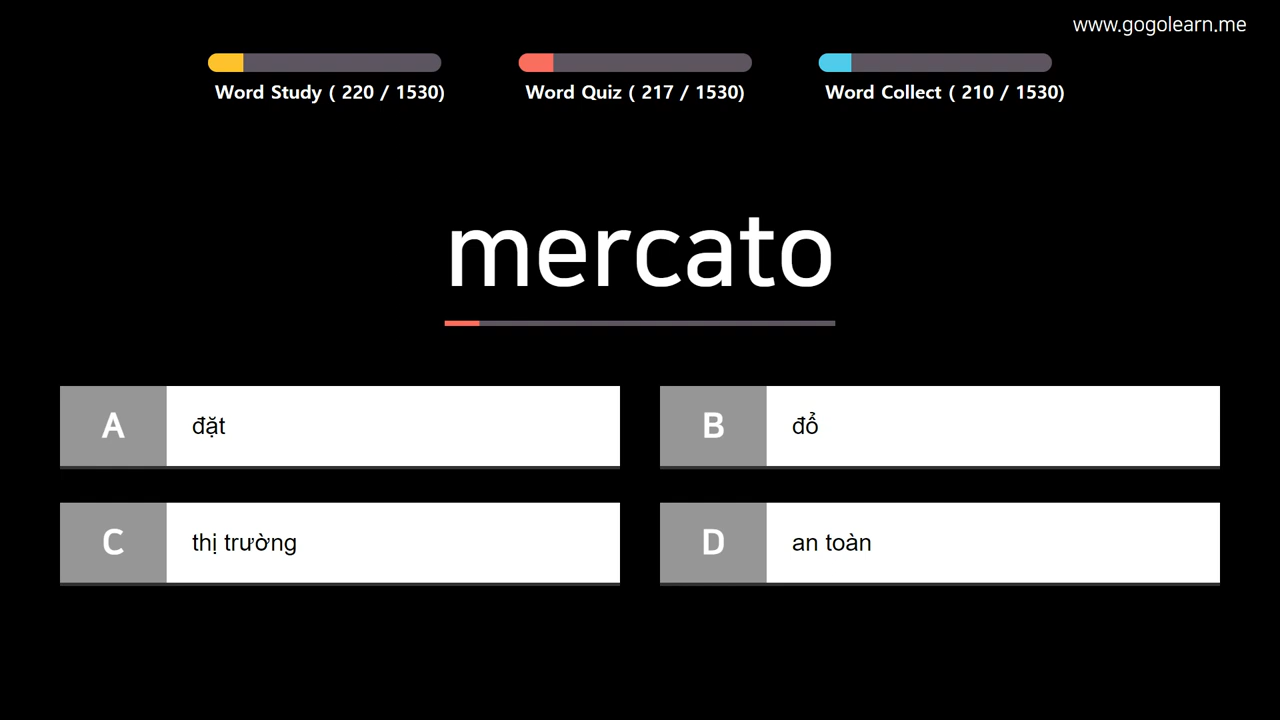 www.gogolearn.me
Word Study ( 220 / 1530)
Word Quiz ( 217 / 1530)
Word Collect ( 210 / 1530)
mercato
A đặt
B đổ
C thị trường
D an toàn